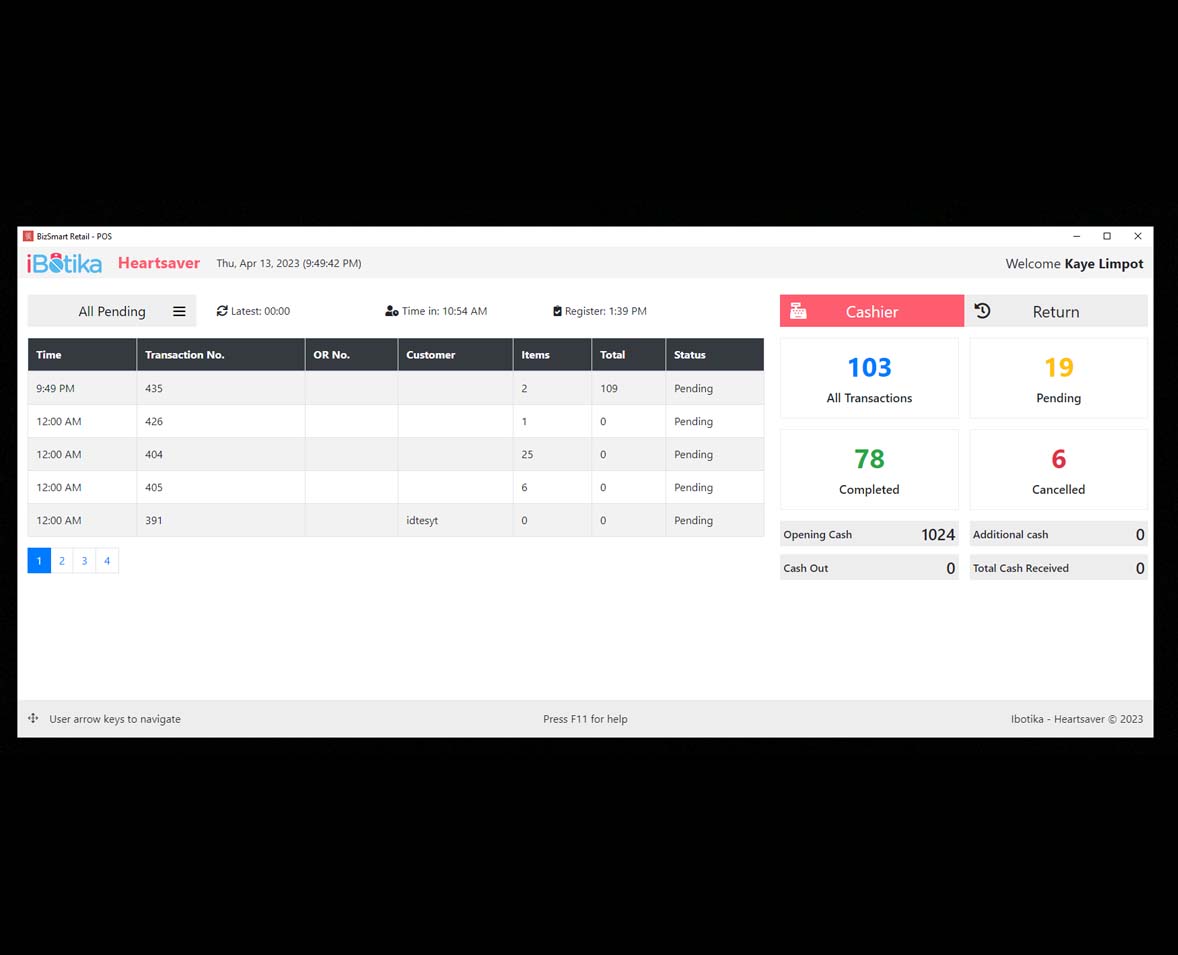 BizSmart Retail - POS
iBotika Heartsaver Thu, Apr 13, 2023 (9:49:42 PM) Welcome Kaye Limpot
All Pending Latest: 00:00 Time in: 10:54 AM Register: 1:39 PM Cashier Return
Time Transaction No. OR No. Customer Items Total Status
9:49 PM 435 2 109 Pending
12:00 AM 426 1 0 Pending
12:00 AM 404 25 0 Pending
12:00 AM 405 6 0 Pending
12:00 AM 391 idtesyt 0 0 Pending
1 2 3 4
103 19
All Transactions Pending
78 6
Completed Cancelled
Opening Cash 1024 Additional cash 0
Cash Out 0 Total Cash Received 0
User arrow keys to navigate Press F11 for help Ibotika - Heartsaver © 2023